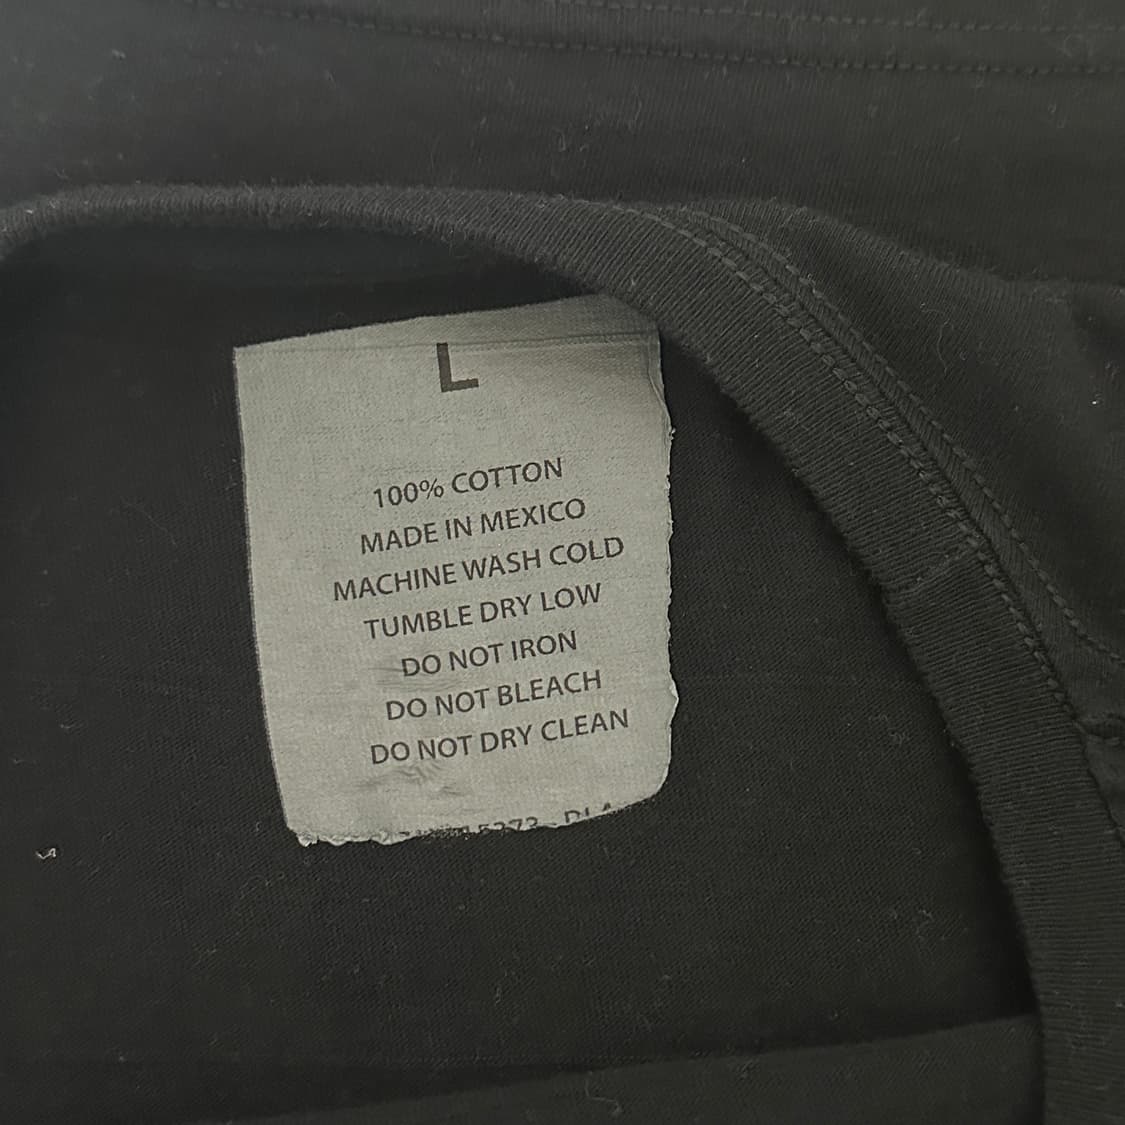 L
100% COTTON
MADE IN MEXICO
MACHINE WASH COLD
TUMBLE DRY LOW
DO NOT IRON
DO NOT BLEACH
DO NOT DRY CLEAN